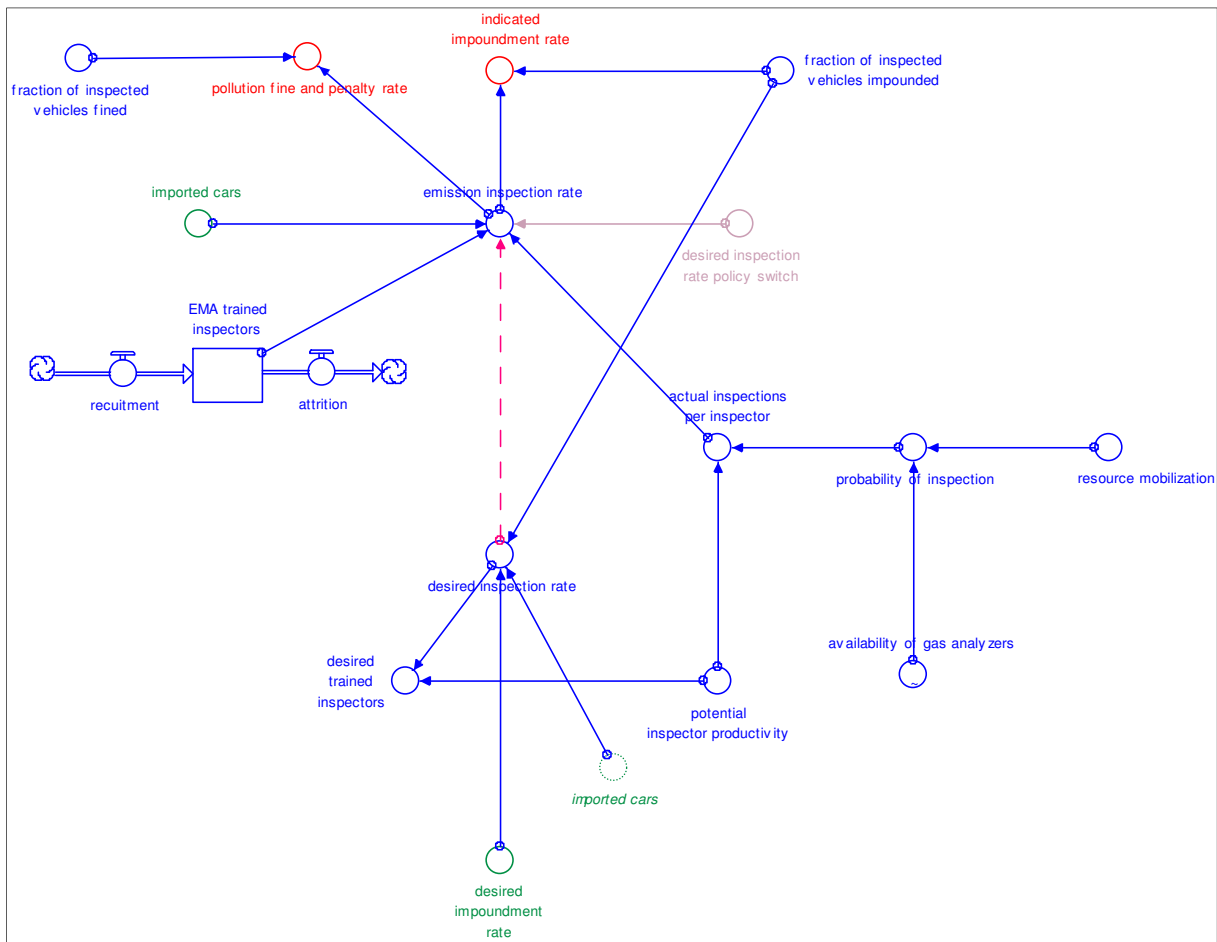 indicated
impoundment rate
fraction of inspected
vehicles impounded
fraction of inspected
vehicles fined
pollution fine and penalty rate
imported cars
emission inspection rate
desired inspection
rate policy switch
EMA trained
inspectors
recuitment
attrition
actual inspections
per inspector
probability of inspection
resource mobilization
desired inspection rate
availability of gas analyzers
desired
trained
inspectors
potential
inspector productivity
imported cars
desired
impoundment
rate